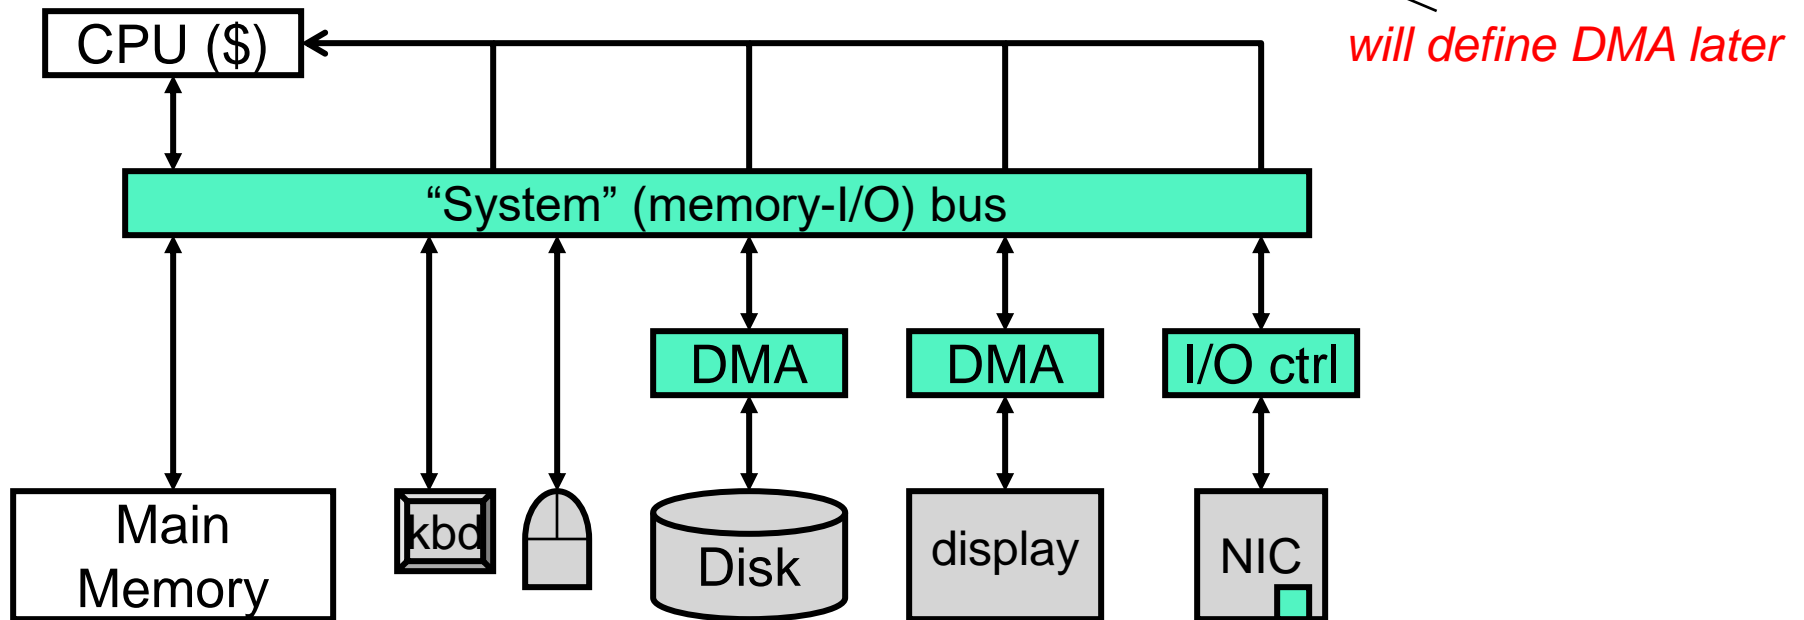 CPU ($)
will define DMA later
“System” (memory-I/O) bus
DMA
DMA
I/O ctrl
Main
Memory
kbd
Disk
display
NIC